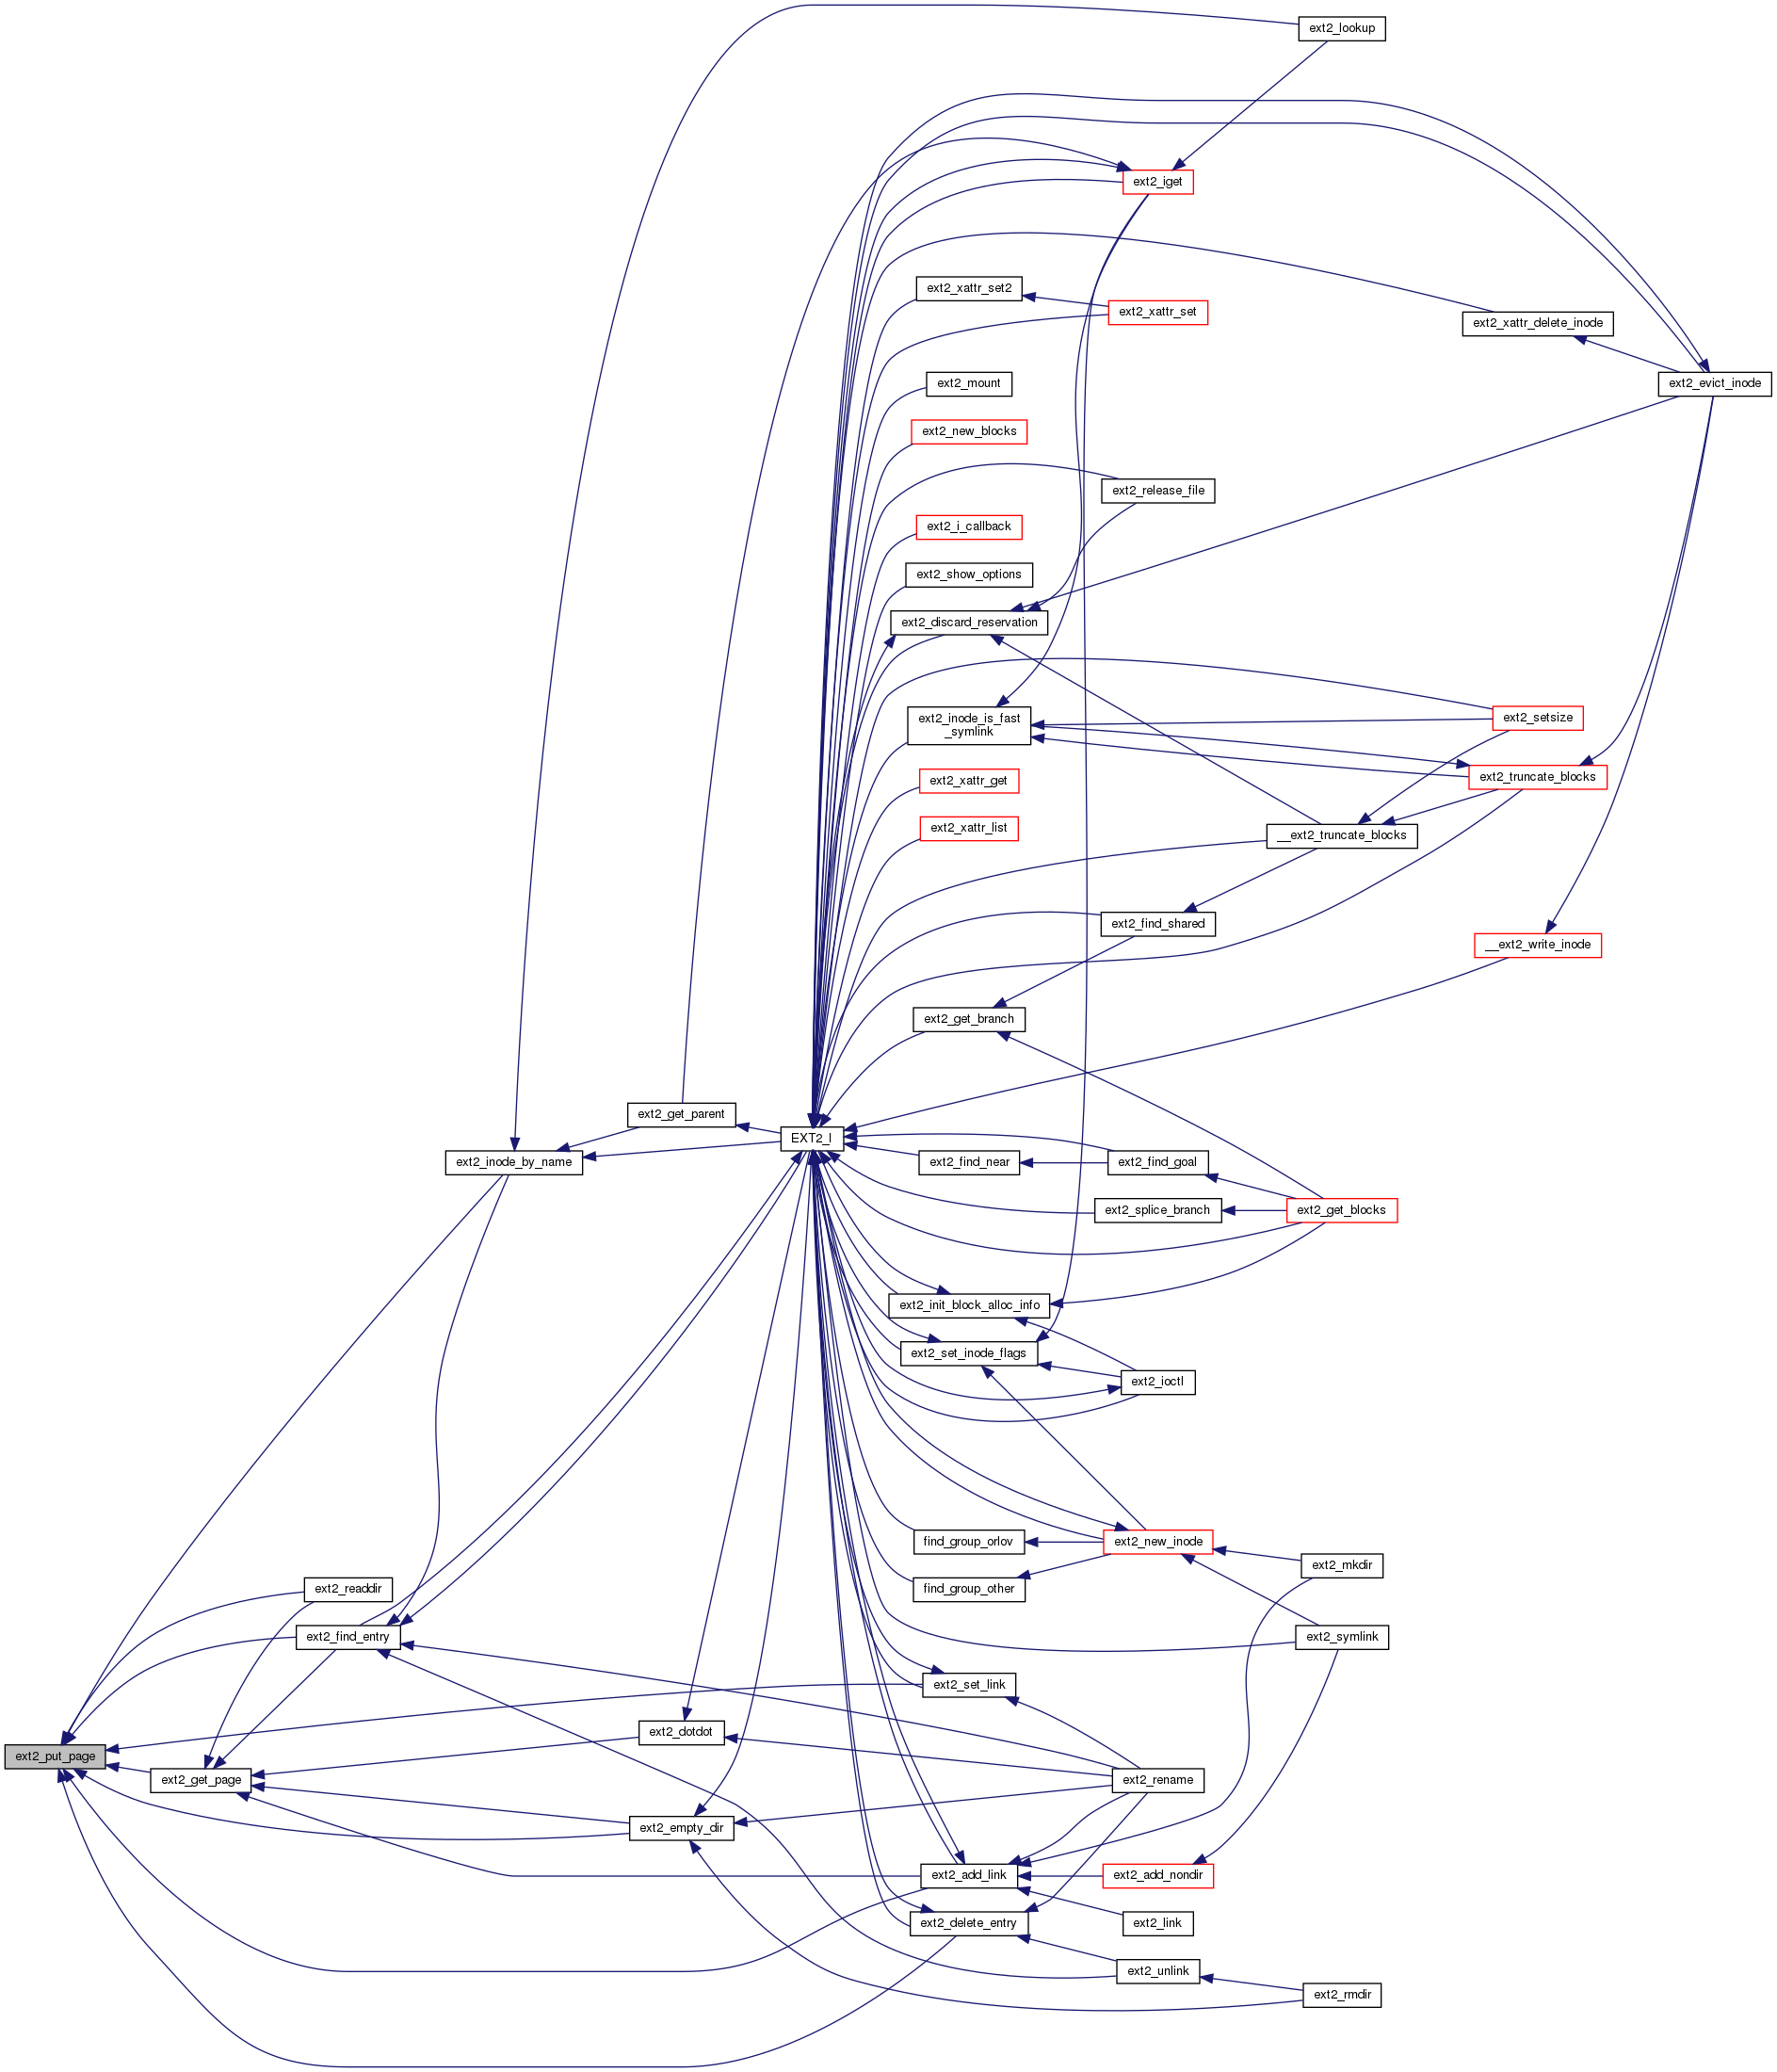 ext2_lookup
ext2_iget
ext2_xattr_set2
ext2_xattr_set
ext2_xattr_delete_inode
ext2_mount
ext2_evict_inode
ext2_new_blocks
ext2_release_file
ext2_i_callback
ext2_show_options
ext2_discard_reservation
ext2_inode_is_fast
_symlink
ext2_setsize
ext2_xattr_get
ext2_truncate_blocks
ext2_xattr_list
__ext2_truncate_blocks
ext2_find_shared
__ext2_write_inode
ext2_get_branch
ext2_get_parent
EXT2_I
ext2_inode_by_name
ext2_find_near
ext2_find_goal
ext2_splice_branch
ext2_get_blocks
ext2_init_block_alloc_info
ext2_set_inode_flags
ext2_ioctl
find_group_orlov
ext2_new_inode
ext2_mkdir
ext2_readdir
find_group_other
ext2_find_entry
ext2_symlink
ext2_set_link
ext2_dotdot
ext2_put_page
ext2_get_page
ext2_rename
ext2_empty_dir
ext2_add_link
ext2_add_nondir
ext2_delete_entry
ext2_link
ext2_unlink
ext2_rmdir